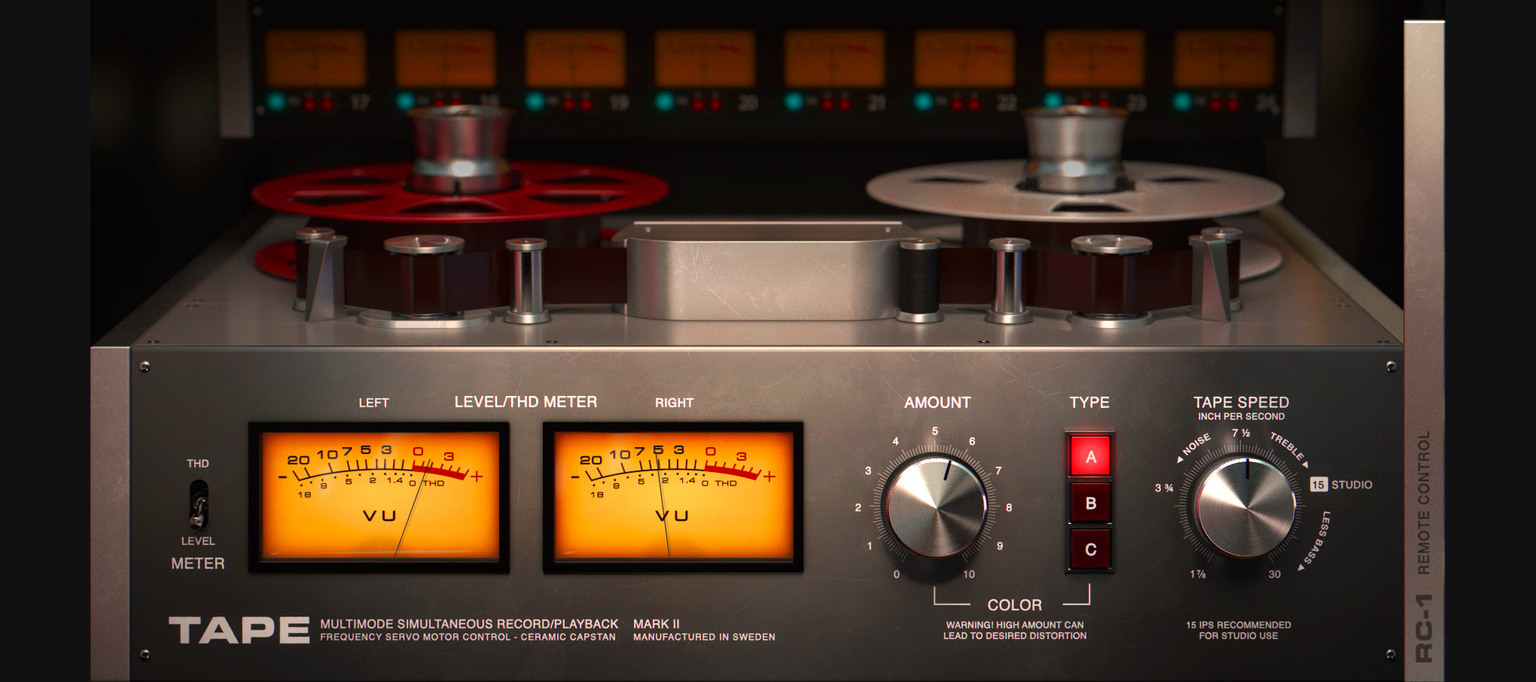 17 18 19 20 21 22 23 24
LEFT LEVEL/THD METER RIGHT
THD
LEVEL
METER
20 10 7 5 3 0 3
- +
18 9 5 2 1.4 0 THD
VU
20 10 7 5 3 0 3
- +
18 9 5 2 1.4 0 THD
VU
AMOUNT
0 1 2 3 4 5 6 7 8 9 10
TYPE
A
B
C
COLOR
WARNING! HIGH AMOUNT CAN
LEAD TO DESIRED DISTORTION
TAPE SPEED
INCH PER SECOND
◀ NOISE 7 ½ TREBLE ▶
3 ¾ 15 STUDIO
LESS BASS ▶
1⅞ 30
15 IPS RECOMMENDED
FOR STUDIO USE
TAPE
MULTIMODE SIMULTANEOUS RECORD/PLAYBACK MARK II
FREQUENCY SERVO MOTOR CONTROL - CERAMIC CAPSTAN MANUFACTURED IN SWEDEN
RC-1 REMOTE CONTROL